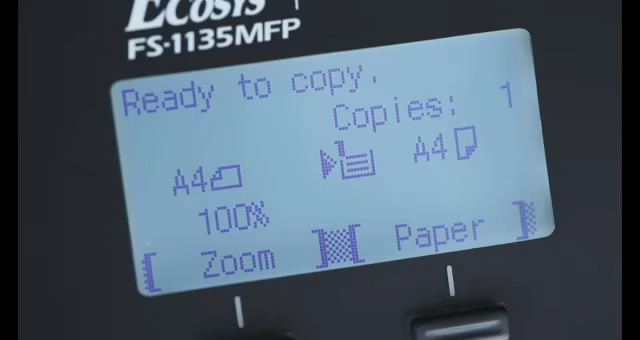 Ecosys
FS-1135MFP
Ready to copy.
Copies: 1
A4 A4
100%
[ Zoom ] [ Paper ]